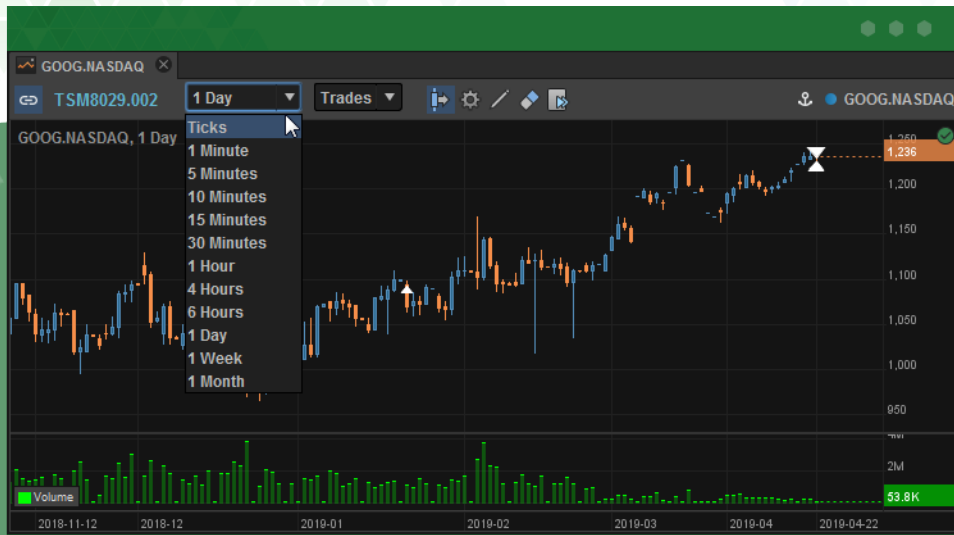 GOOG.NASDAQ
TSM8029.002 1 Day Trades GOOG.NASDAQ
GOOG.NASDAQ, 1 Day
Ticks
1 Minute
5 Minutes
10 Minutes
15 Minutes
30 Minutes
1 Hour
4 Hours
6 Hours
1 Day
1 Week
1 Month
1,250
1,236
1,200
1,150
1,100
1,050
1,000
950
4M
2M
53.8K
Volume
2018-11-12 2018-12 2019-01 2019-02 2019-03 2019-04 2019-04-22